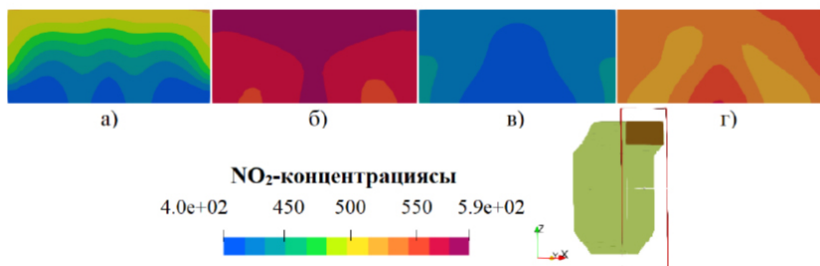 а) б) в) г)
NO₂-концентрациясы
4.0e+02 450 500 550 5.9e+02
Z
Y X